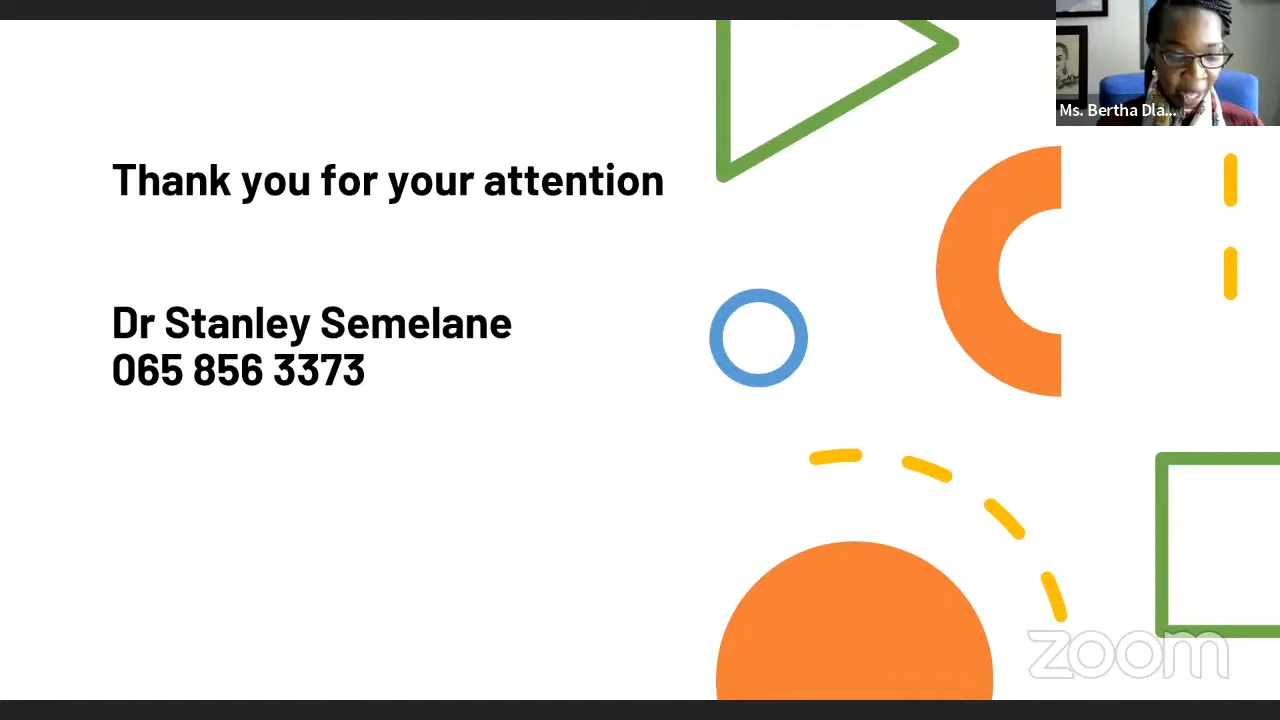 Ms. Bertha Dla...
Thank you for your attention
Dr Stanley Semelane
065 856 3373
zoom